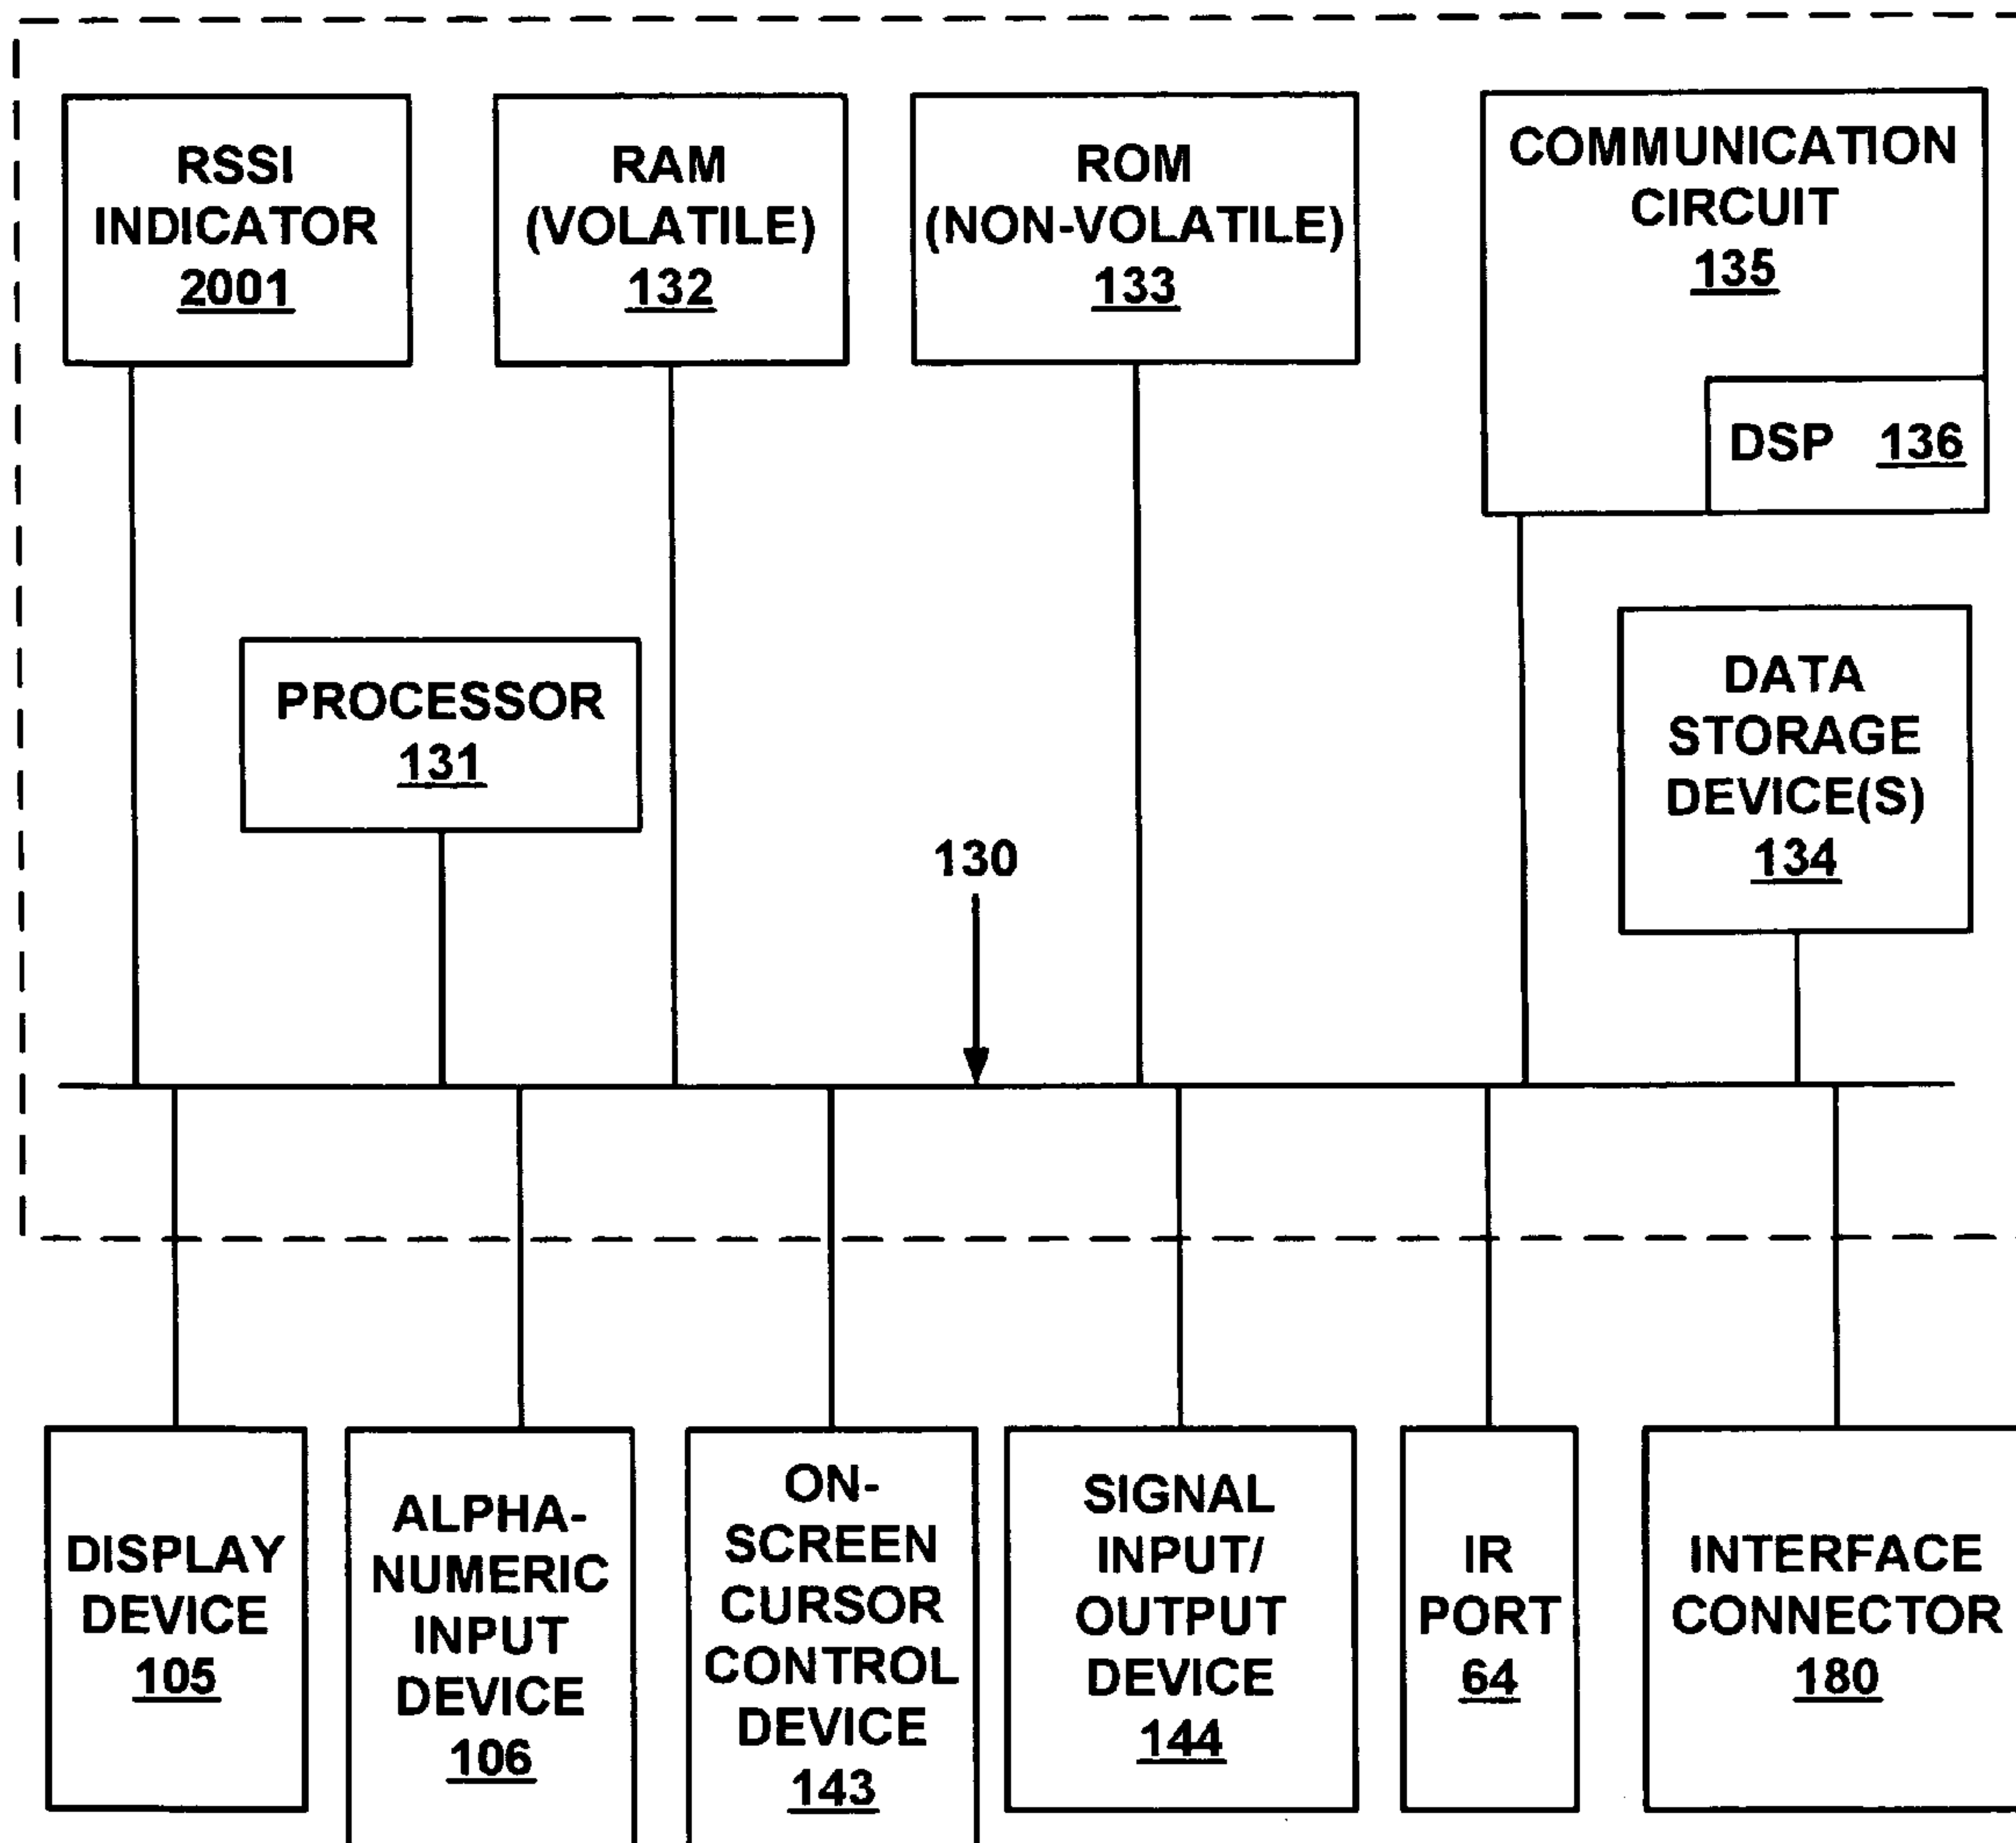 RSSI
INDICATOR
2001
RAM
(VOLATILE)
132
ROM
(NON-VOLATILE)
133
COMMUNICATION
CIRCUIT
135
DSP 136
PROCESSOR
131
DATA
STORAGE
DEVICE(S)
134
130
DISPLAY
DEVICE
105
ALPHA-
NUMERIC
INPUT
DEVICE
106
ON-
SCREEN
CURSOR
CONTROL
DEVICE
143
SIGNAL
INPUT/
OUTPUT
DEVICE
144
IR
PORT
64
INTERFACE
CONNECTOR
180